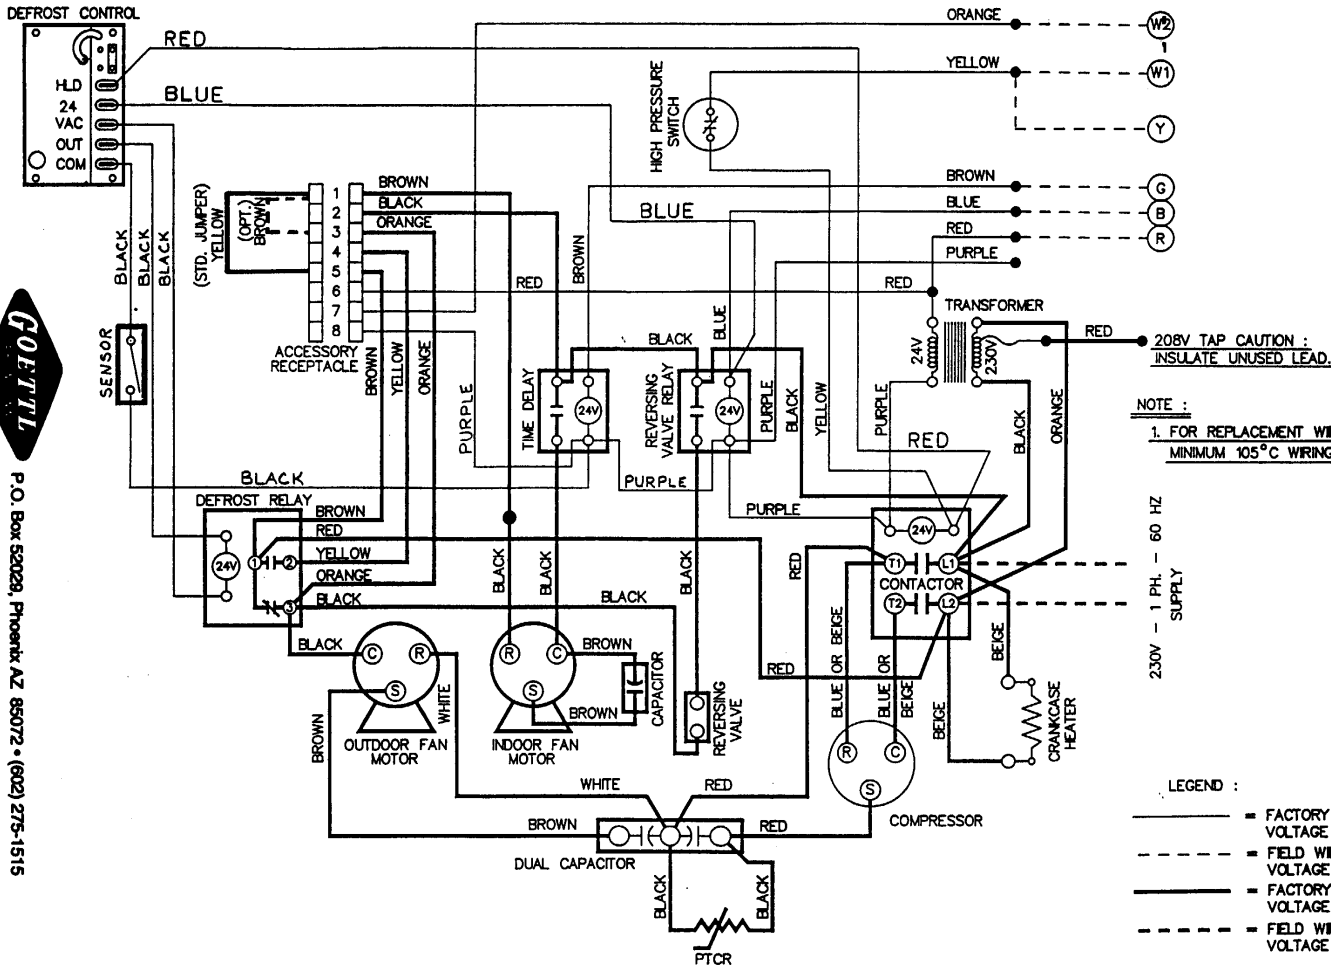 DEFROST CONTROL
RED
BLUE
HLD
24
VAC
OUT
COM
BLACK
BLACK
BLACK
SENSOR
(STD. JUMPER)
YELLOW
(OPT.)
BROWN
1
2
3
4
5
6
7
8
ACCESSORY
RECEPTACLE
BROWN
BLACK
ORANGE
BROWN
YELLOW
ORANGE
RED
PURPLE
BROWN
BLUE
BLACK
BLUE
TIME DELAY
24V
REVERSING
VALVE RELAY
24V
PURPLE
BLACK
YELLOW
PURPLE
HIGH PRESSURE
SWITCH
ORANGE
W2
YELLOW
W1
Y
BROWN
G
BLUE
B
RED
R
PURPLE
RED
TRANSFORMER
24V
230V
RED
208V TAP CAUTION :
INSULATE UNUSED LEAD.
NOTE :
1. FOR REPLACEMENT WI
MINIMUM 105°C WIRING
PURPLE
RED
BLACK
ORANGE
GOETTL
P.O. Box 52029, Phoenix AZ 85072 • (602) 275-1515
BLACK
DEFROST RELAY
24V
1
2
3
BROWN
RED
YELLOW
ORANGE
BLACK
BLACK
BLACK
BLACK
BLACK
BLACK
PURPLE
24V
T1
L1
CONTACTOR
T2
L2
RED
RED
BLUE OR BEIGE
BLUE OR
BEIGE
BEIGE
BEIGE
CRANKCASE
HEATER
230V - 1 PH. - 60 HZ
SUPPLY
C
R
S
OUTDOOR FAN
MOTOR
WHITE
BROWN
R
C
S
INDOOR FAN
MOTOR
BROWN
BROWN
CAPACITOR
REVERSING
VALVE
R
C
S
COMPRESSOR
WHITE
RED
BROWN
RED
DUAL CAPACITOR
BLACK
BLACK
PTCR
LEGEND :
= FACTORY
VOLTAGE
= FIELD WI
VOLTAGE
= FACTORY
VOLTAGE
= FIELD WI
VOLTAGE